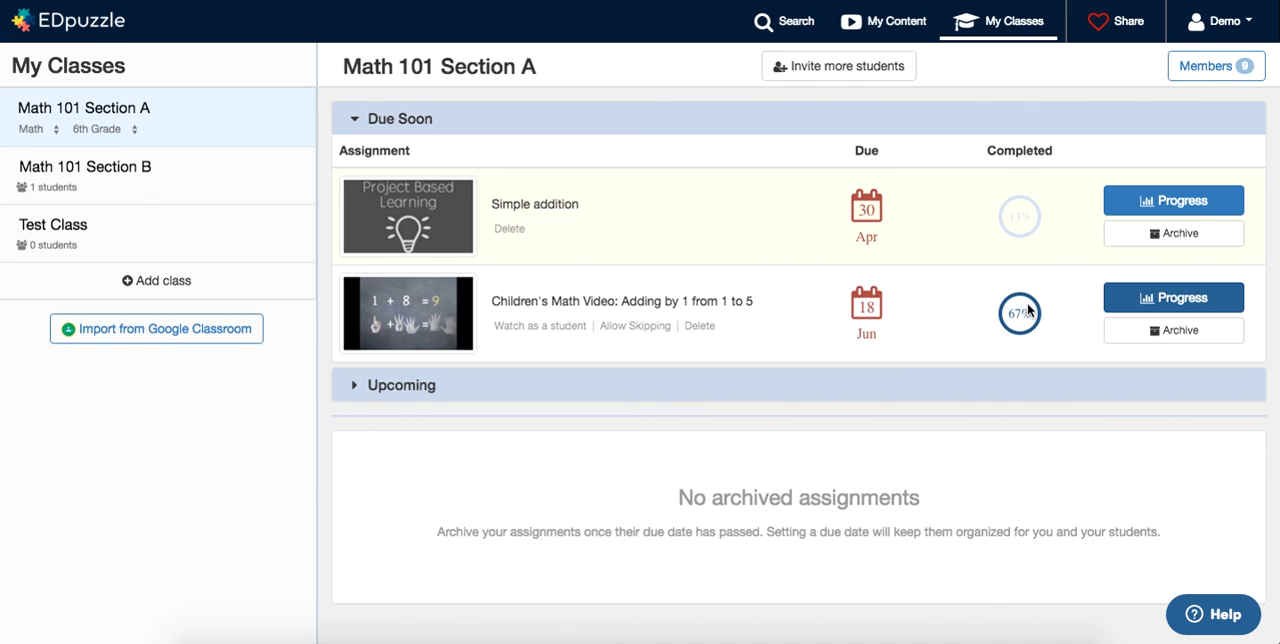 EDpuzzle
Search
My Content
My Classes
Share
Demo
My Classes
Math 101 Section A
Math
6th Grade
Math 101 Section B
1 students
Test Class
0 students
Add class
Import from Google Classroom
Math 101 Section A
Invite more students
Members 9
Due Soon
Assignment
Due
Completed
Project Based
Learning
Simple addition
Delete
30
Apr
13%
Progress
Archive
1 + 8 = 9
+ =
Children's Math Video: Adding by 1 from 1 to 5
Watch as a student | Allow Skipping | Delete
18
Jun
67%
Progress
Archive
Upcoming
No archived assignments
Archive your assignments once their due date has passed. Setting a due date will keep them organized for you and your students.
? Help